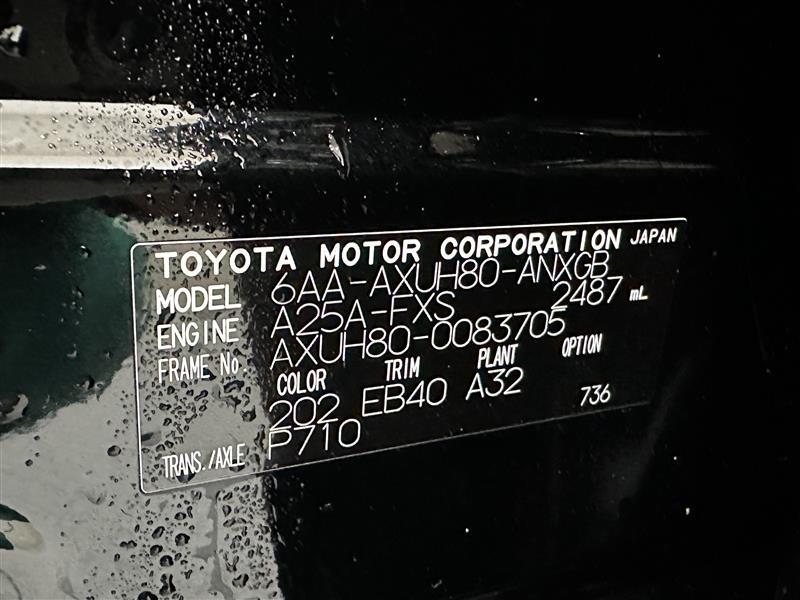 TOYOTA MOTOR CORPORATION JAPAN
MODEL 6AA-AXUH80-ANXGB
ENGINE A25A-FXS 2487 mL
FRAME No. AXUH80-0083705
COLOR TRIM PLANT OPTION
202 EB40 A32 736
TRANS./AXLE P710